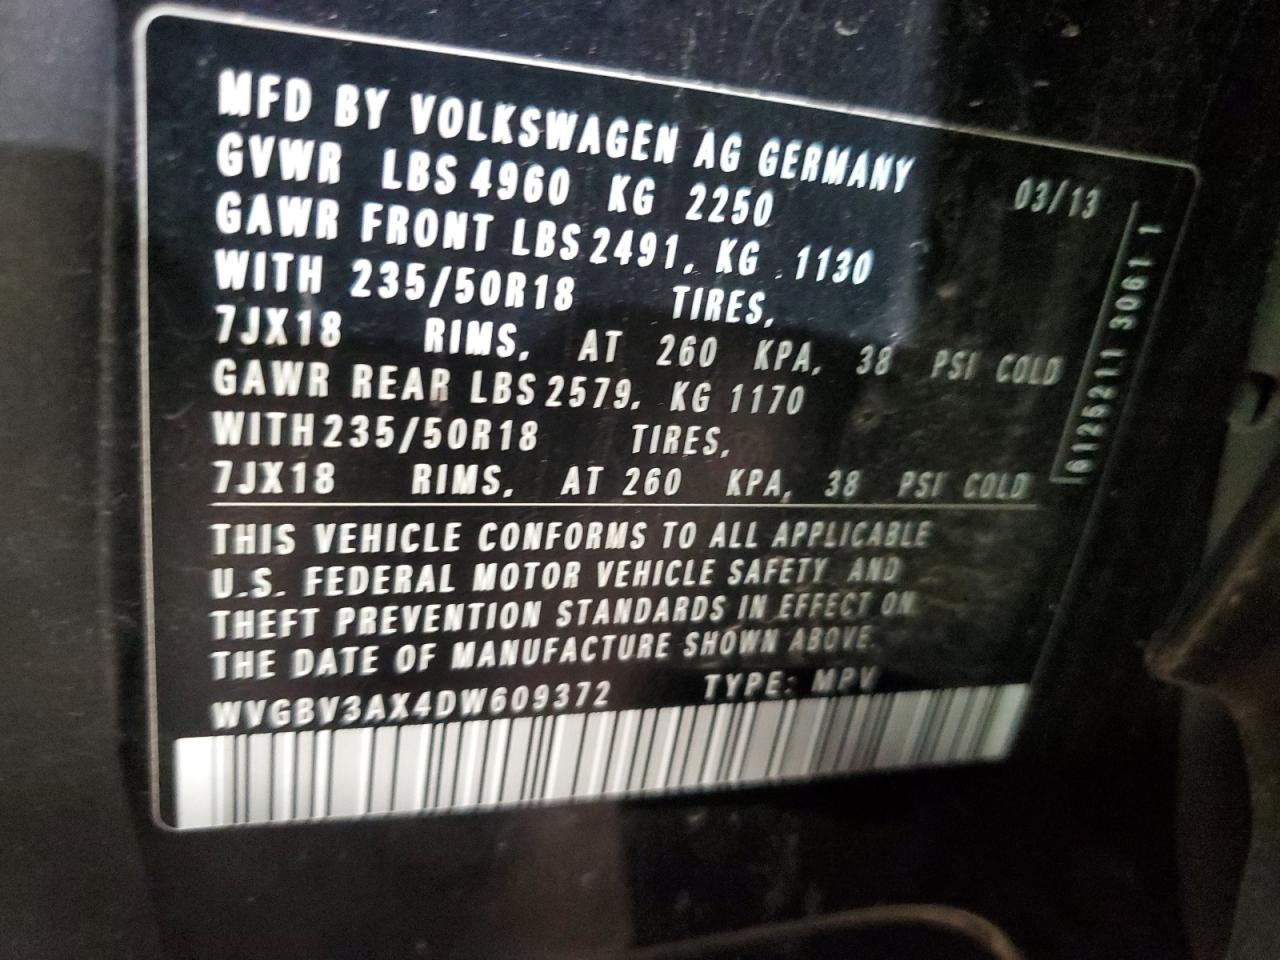 MFD BY VOLKSWAGEN AG GERMANY
03/13
GVWR LBS 4960 KG 2250
GAWR FRONT LBS 2491, KG 1130
WITH 235/50R18 TIRES,
7JX18 RIMS, AT 260 KPA, 38 PSI COLD
GAWR REAR LBS 2579, KG 1170
WITH 235/50R18 TIRES,
7JX18 RIMS, AT 260 KPA, 38 PSI COLD
THIS VEHICLE CONFORMS TO ALL APPLICABLE
U.S. FEDERAL MOTOR VEHICLE SAFETY AND
THEFT PREVENTION STANDARDS IN EFFECT ON
THE DATE OF MANUFACTURE SHOWN ABOVE.
WVGBV3AX4DW609372 TYPE: MPV